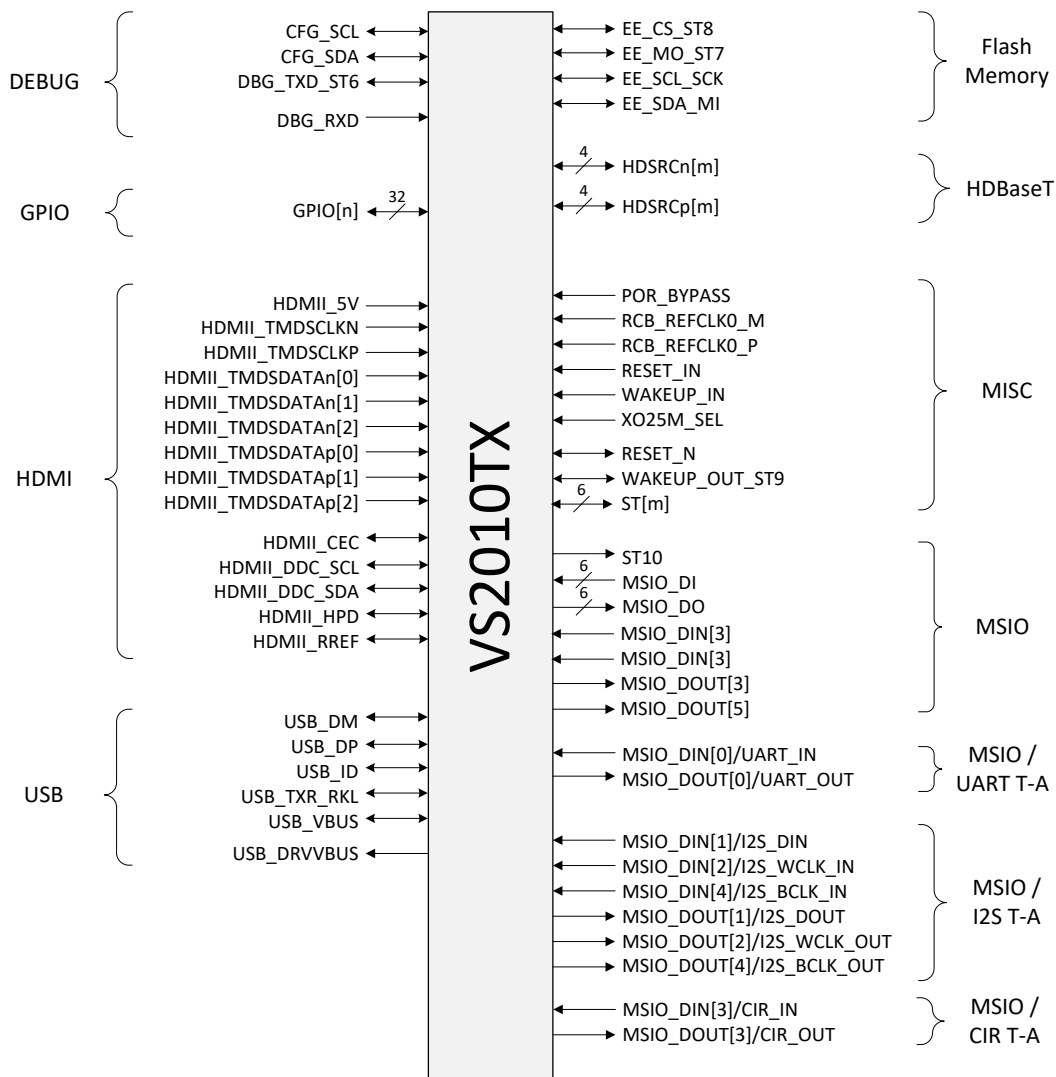 DEBUG
CFG_SCL
CFG_SDA
DBG_TXD_ST6
DBG_RXD
GPIO
GPIO[n]
32
HDMI
HDMII_5V
HDMII_TMDSCLKN
HDMII_TMDSCLKP
HDMII_TMDSDATAn[0]
HDMII_TMDSDATAn[1]
HDMII_TMDSDATAn[2]
HDMII_TMDSDATAp[0]
HDMII_TMDSDATAp[1]
HDMII_TMDSDATAp[2]
HDMII_CEC
HDMII_DDC_SCL
HDMII_DDC_SDA
HDMII_HPD
HDMII_RREF
USB
USB_DM
USB_DP
USB_ID
USB_TXR_RKL
USB_VBUS
USB_DRVVBUS
VS2010TX
EE_CS_ST8
EE_MO_ST7
EE_SCL_SCK
EE_SDA_MI
Flash
Memory
4
HDSRCn[m]
4
HDSRCp[m]
HDBaseT
POR_BYPASS
RCB_REFCLK0_M
RCB_REFCLK0_P
RESET_IN
WAKEUP_IN
XO25M_SEL
RESET_N
WAKEUP_OUT_ST9
6
ST[m]
MISC
ST10
6
MSIO_DI
6
MSIO_DO
MSIO_DIN[3]
MSIO_DIN[3]
MSIO_DOUT[3]
MSIO_DOUT[5]
MSIO
MSIO_DIN[0]/UART_IN
MSIO_DOUT[0]/UART_OUT
MSIO /
UART T-A
MSIO_DIN[1]/I2S_DIN
MSIO_DIN[2]/I2S_WCLK_IN
MSIO_DIN[4]/I2S_BCLK_IN
MSIO_DOUT[1]/I2S_DOUT
MSIO_DOUT[2]/I2S_WCLK_OUT
MSIO_DOUT[4]/I2S_BCLK_OUT
MSIO /
I2S T-A
MSIO_DIN[3]/CIR_IN
MSIO_DOUT[3]/CIR_OUT
MSIO /
CIR T-A